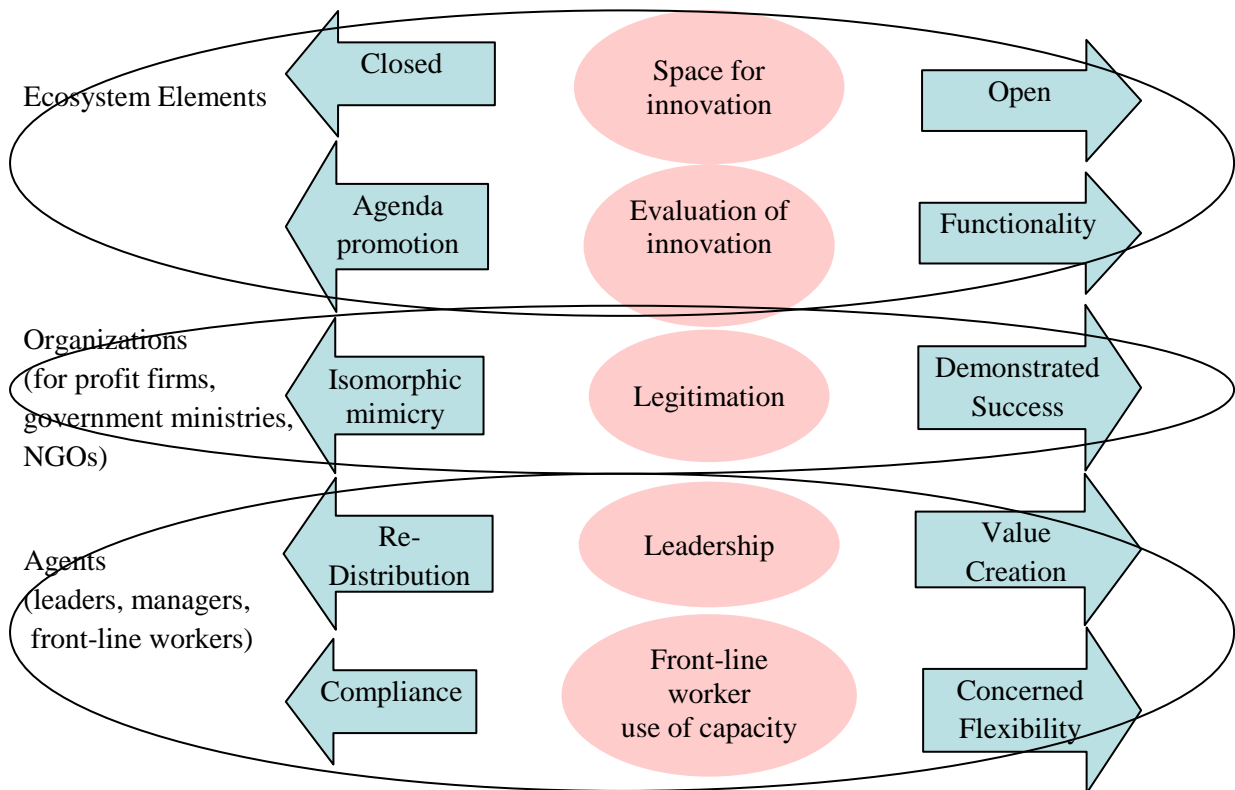 Ecosystem Elements
Closed
Space for
innovation
Open
Agenda
promotion
Evaluation of
innovation
Functionality
Organizations
(for profit firms,
government ministries,
NGOs)
Isomorphic
mimicry
Legitimation
Demonstrated
Success
Agents
(leaders, managers,
front-line workers)
Re-
Distribution
Leadership
Value
Creation
Compliance
Front-line
worker
use of capacity
Concerned
Flexibility